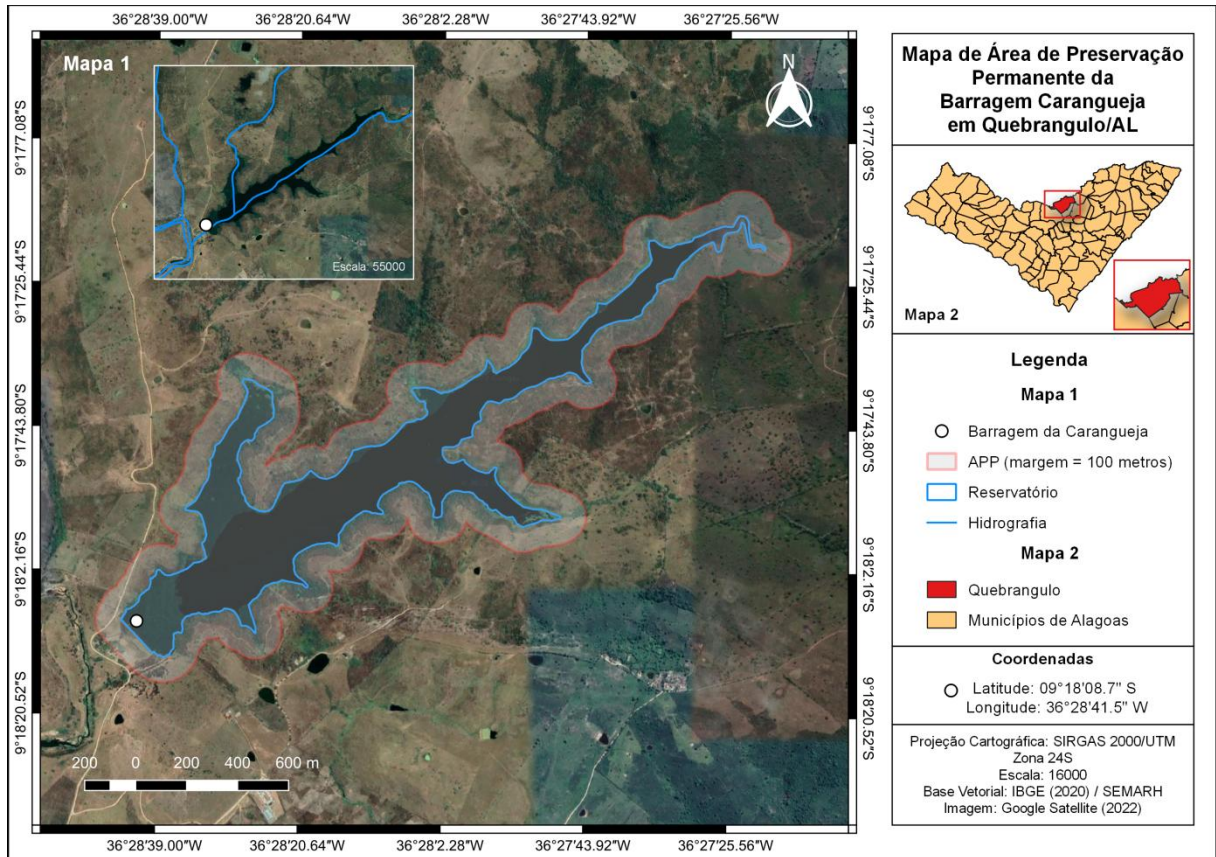 36°28'39.00"W 36°28'20.64"W 36°28'2.28"W 36°27'43.92"W 36°27'25.56"W
Mapa 1
N
Escala: 55000
9°17'7.08"S
9°17'25.44"S
9°17'43.80"S
9°18'2.16"S
9°18'20.52"S
9°17'7.08"S
9°17'25.44"S
9°17'43.80"S
9°18'2.16"S
9°18'20.52"S
200 0 200 400 600 m
36°28'39.00"W 36°28'20.64"W 36°28'2.28"W 36°27'43.92"W 36°27'25.56"W
Mapa de Área de Preservação
Permanente da
Barragem Carangueja
em Quebrangulo/AL
Mapa 2
Legenda
Mapa 1
Barragem da Carangueja
APP (margem = 100 metros)
Reservatório
Hidrografia
Mapa 2
Quebrangulo
Municípios de Alagoas
Coordenadas
Latitude: 09°18'08.7" S
Longitude: 36°28'41.5" W
Projeção Cartográfica: SIRGAS 2000/UTM
Zona 24S
Escala: 16000
Base Vetorial: IBGE (2020) / SEMARH
Imagem: Google Satellite (2022)